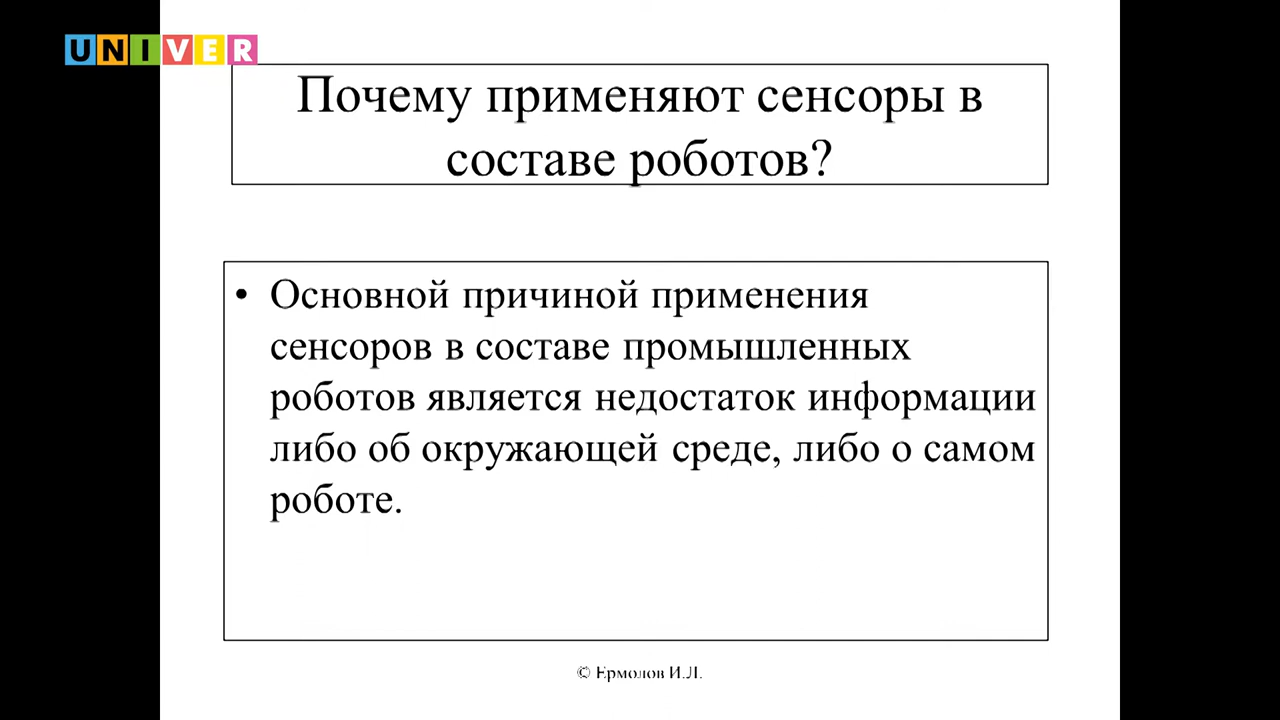 UNIVER
Почему применяют сенсоры в
составе роботов?
• Основной причиной применения
сенсоров в составе промышленных
роботов является недостаток информации
либо об окружающей среде, либо о самом
роботе.
© Ермолов И.Л.